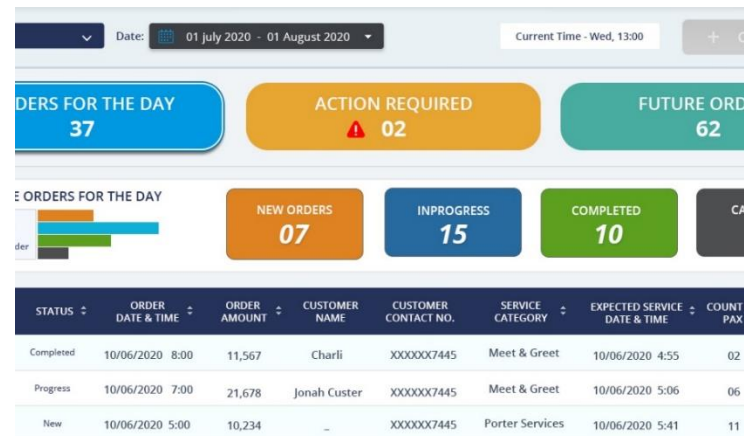 Date: 01 july 2020 - 01 August 2020
Current Time - Wed, 13:00
+
DERS FOR THE DAY
37
ACTION REQUIRED
02
FUTURE ORD
62
E ORDERS FOR THE DAY
der
NEW ORDERS
07
INPROGRESS
15
COMPLETED
10
CA
STATUS ORDER DATE & TIME ORDER AMOUNT CUSTOMER NAME CUSTOMER CONTACT NO. SERVICE CATEGORY EXPECTED SERVICE DATE & TIME COUNT PAX
Completed 10/06/2020 8:00 11,567 Charli XXXXXX7445 Meet & Greet 10/06/2020 4:55 02
Progress 10/06/2020 7:00 21,678 Jonah Custer XXXXXX7445 Meet & Greet 10/06/2020 5:06 06
New 10/06/2020 5:00 10,234 _ XXXXXX7445 Porter Services 10/06/2020 5:41 11